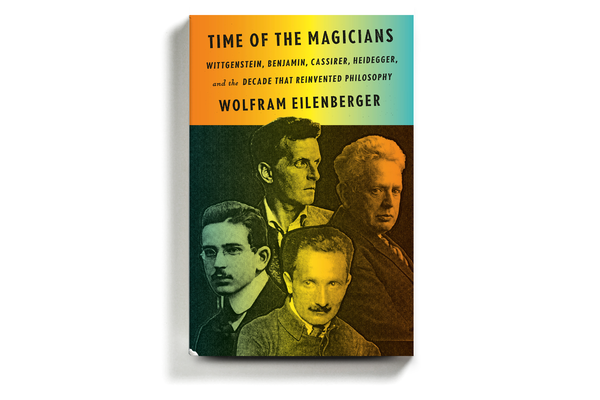 TIME OF THE MAGICIANS
WITTGENSTEIN, BENJAMIN, CASSIRER, HEIDEGGER,
and the DECADE THAT REINVENTED PHILOSOPHY
WOLFRAM EILENBERGER